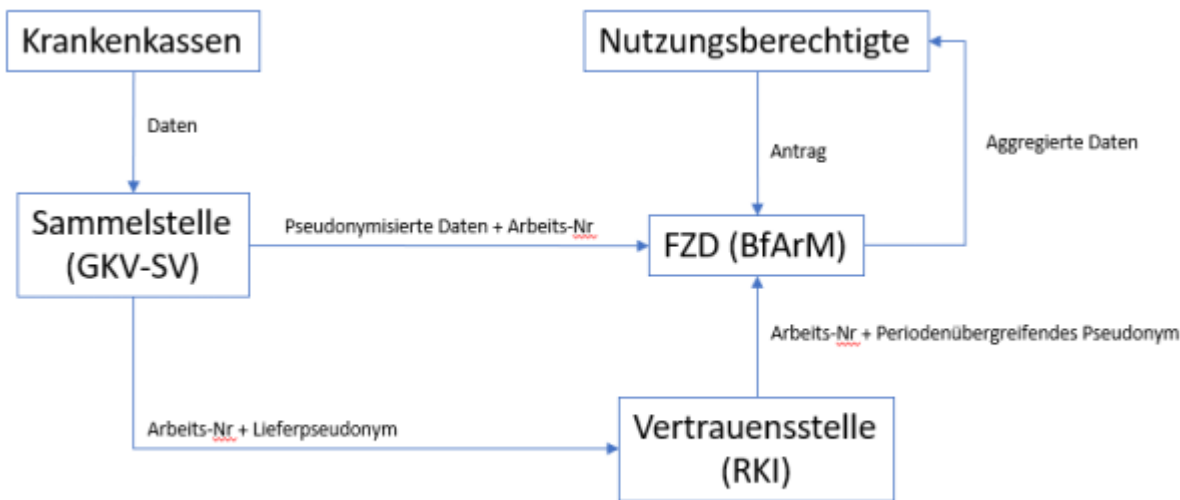 Krankenkassen
Nutzungsberechtigte
Daten
Antrag
Aggregierte Daten
Sammelstelle
(GKV-SV)
Pseudonymisierte Daten + Arbeits-Nr
FZD (BfArM)
Arbeits-Nr + Periodenübergreifendes Pseudonym
Arbeits-Nr + Lieferpseudonym
Vertrauensstelle
(RKI)